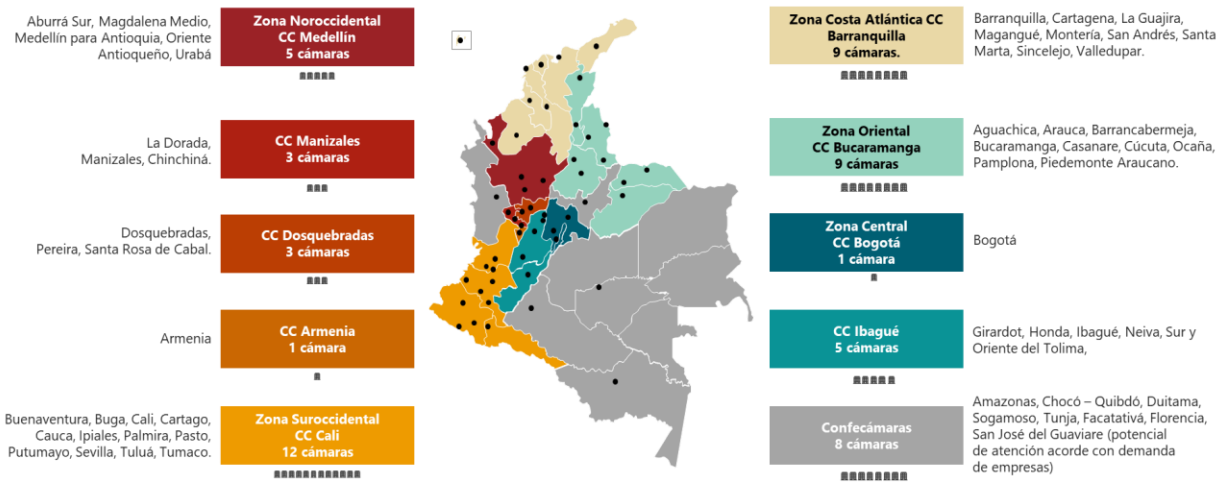 Aburrá Sur, Magdalena Medio,
Medellín para Antioquia, Oriente
Antioqueño, Urabá
Zona Noroccidental
CC Medellín
5 cámaras
La Dorada,
Manizales, Chinchiná.
CC Manizales
3 cámaras
Dosquebradas,
Pereira, Santa Rosa de Cabal.
CC Dosquebradas
3 cámaras
Armenia
CC Armenia
1 cámara
Buenaventura, Buga, Cali, Cartago,
Cauca, Ipiales, Palmira, Pasto,
Putumayo, Sevilla, Tuluá, Tumaco.
Zona Suroccidental
CC Cali
12 cámaras
Zona Costa Atlántica CC
Barranquilla
9 cámaras.
Barranquilla, Cartagena, La Guajira,
Magangué, Montería, San Andrés, Santa
Marta, Sincelejo, Valledupar.
Zona Oriental
CC Bucaramanga
9 cámaras
Aguachica, Arauca, Barrancabermeja,
Bucaramanga, Casanare, Cúcuta, Ocaña,
Pamplona, Piedemonte Araucano.
Zona Central
CC Bogotá
1 cámara
Bogotá
CC Ibagué
5 cámaras
Girardot, Honda, Ibagué, Neiva, Sur y
Oriente del Tolima,
Confecámaras
8 cámaras
Amazonas, Chocó – Quibdó, Duitama,
Sogamoso, Tunja, Facatativá, Florencia,
San José del Guaviare (potencial
de atención acorde con demanda
de empresas)